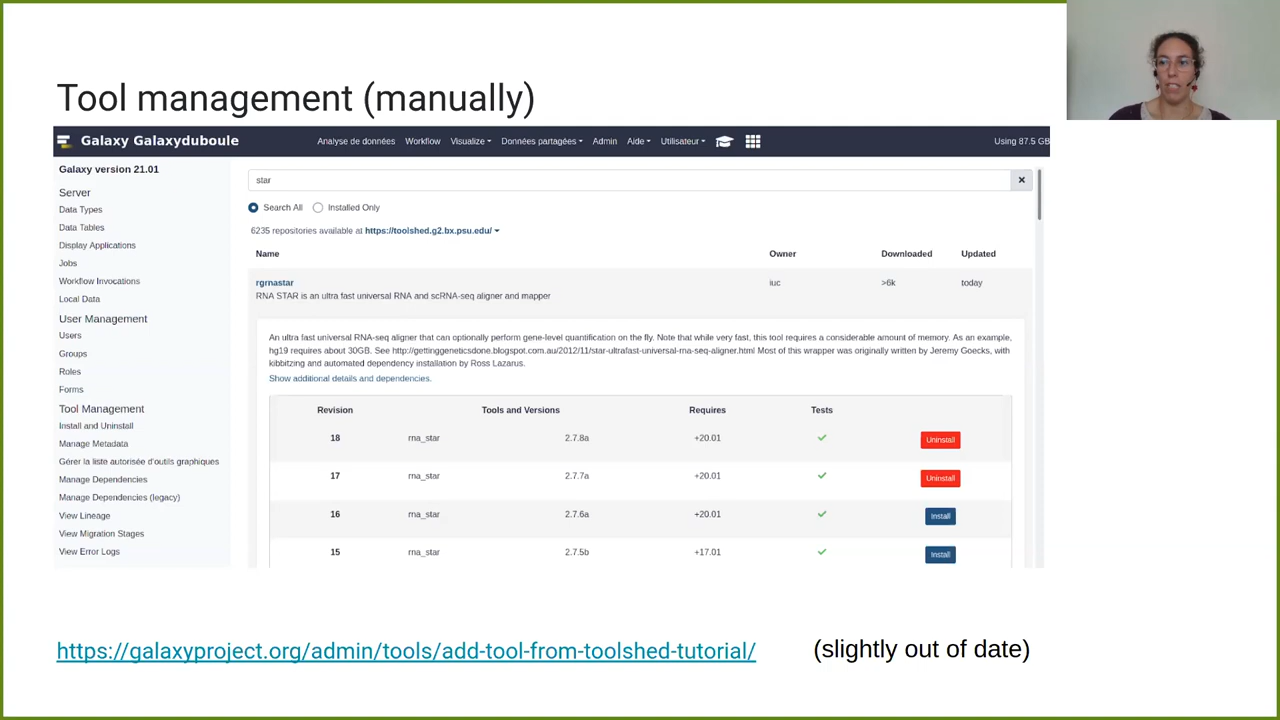 Tool management (manually)
Galaxy Galaxyduboule Analyse de données Workflow Visualize Données partagées Admin Aide Utilisateur Using 87.5 GB
Galaxy version 21.01
Server
Data Types
Data Tables
Display Applications
Jobs
Workflow Invocations
Local Data
User Management
Users
Groups
Roles
Forms
Tool Management
Install and Uninstall
Manage Metadata
Gérer la liste autorisée d'outils graphiques
Manage Dependencies
Manage Dependencies (legacy)
View Lineage
View Migration Stages
View Error Logs
star x
Search All Installed Only
6235 repositories available at https://toolshed.g2.bx.psu.edu/
Name Owner Downloaded Updated
rgrnastar iuc >6k today
RNA STAR is an ultra fast universal RNA and scRNA-seq aligner and mapper
An ultra fast universal RNA-seq aligner that can optionally perform gene-level quantification on the fly. Note that while very fast, this tool requires a considerable amount of memory. As an example,
hg19 requires about 30GB. See http://gettinggeneticsdone.blogspot.com.au/2012/11/star-ultrafast-universal-rna-seq-aligner.html Most of this wrapper was originally written by Jeremy Goecks, with
kibbitzing and automated dependency installation by Ross Lazarus.
Show additional details and dependencies.
Revision Tools and Versions Requires Tests
18 rna_star 2.7.8a +20.01 Uninstall
17 rna_star 2.7.7a +20.01 Uninstall
16 rna_star 2.7.6a +20.01 Install
15 rna_star 2.7.5b +17.01 Install
https://galaxyproject.org/admin/tools/add-tool-from-toolshed-tutorial/ (slightly out of date)